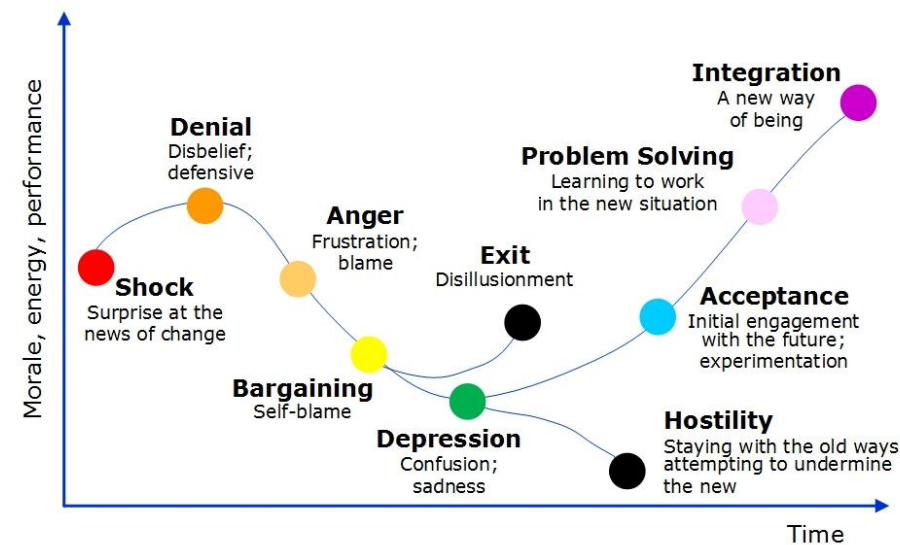 Morale, energy, performance
Integration
A new way
of being
Denial
Disbelief;
defensive
Problem Solving
Learning to work
in the new situation
Anger
Frustration;
blame
Exit
Disillusionment
Shock
Surprise at the
news of change
Acceptance
Initial engagement
with the future;
experimentation
Bargaining
Self-blame
Depression
Confusion;
sadness
Hostility
Staying with the old ways
attempting to undermine
the new
Time